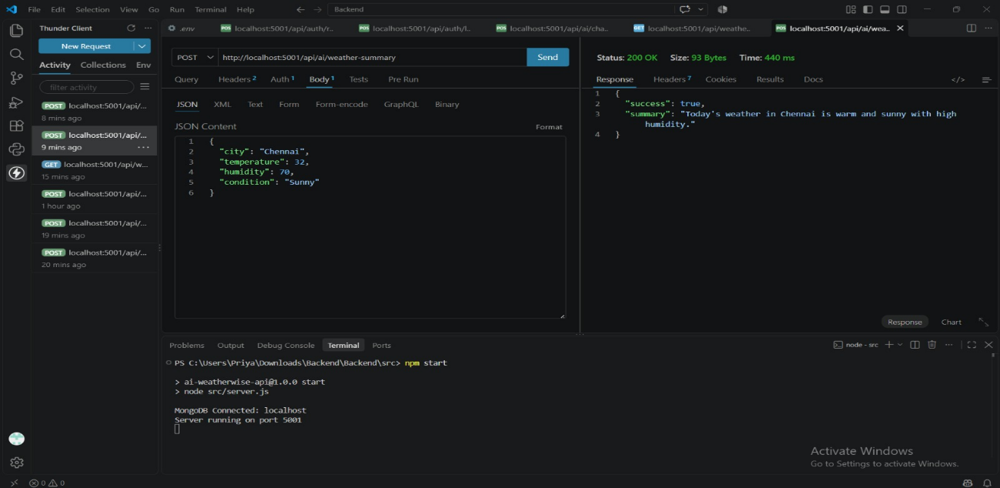 File Edit Selection View Go Run Terminal Help
Backend
Thunder Client
New Request
Activity Collections Env
filter activity
POST localhost:5001/api/...
8 mins ago
POST localhost:5001/api/...
9 mins ago
GET localhost:5001/api/w...
15 mins ago
POST localhost:5001/api/...
1 hour ago
POST localhost:5001/api/...
19 mins ago
POST localhost:5001/api/...
20 mins ago
.env
POS localhost:5001/api/auth/r..
POS localhost:5001/api/auth/l..
POS localhost:5001/api/ai/cha..
GET localhost:5001/api/weathe..
POS localhost:5001/api/ai/wea..
POST http://localhost:5001/api/ai/weather-summary Send
Query Headers 2 Auth 1 Body 1 Tests Pre Run
JSON XML Text Form Form-encode GraphQL Binary
JSON Content Format
1 {
2 "city": "Chennai",
3 "temperature": 32,
4 "humidity": 70,
5 "condition": "Sunny"
6 }
Status: 200 OK Size: 93 Bytes Time: 440 ms
Response Headers 7 Cookies Results Docs </>
1 {
2 "success": true,
3 "summary": "Today's weather in Chennai is warm and sunny with high
humidity."
4 }
Response Chart
Problems Output Debug Console Terminal Ports
node - src
PS C:\Users\Priya\Downloads\Backend\Backend\src> npm start
> ai-weatherwise-api@1.0.0 start
> node src/server.js
MongoDB Connected: localhost
Server running on port 5001
Activate Windows
Go to Settings to activate Windows.
0 0